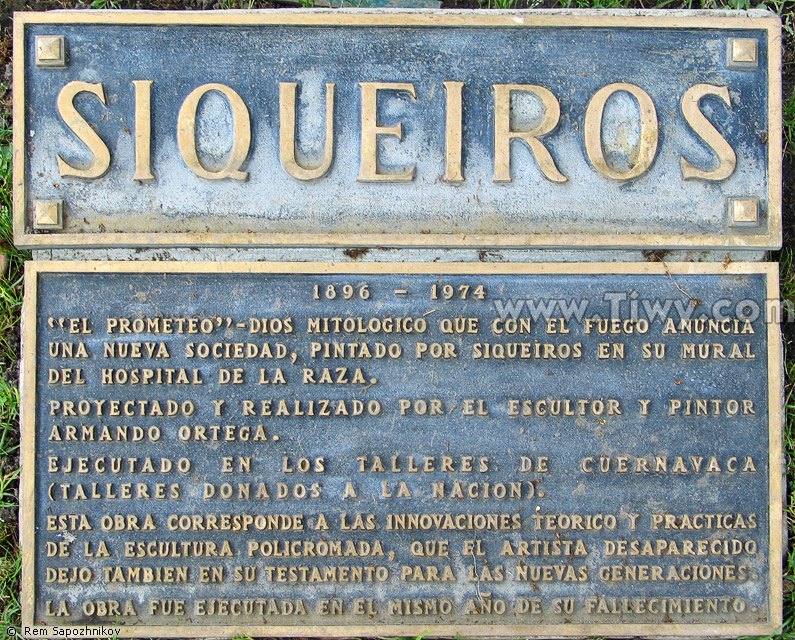 SIQUEIROS
1896 – 1974
"EL PROMETEO"-DIOS MITOLOGICO QUE CON EL FUEGO ANUNCIA
UNA NUEVA SOCIEDAD, PINTADO POR SIQUEIROS EN SU MURAL
DEL HOSPITAL DE LA RAZA.
PROYECTADO Y REALIZADO POR EL ESCULTOR Y PINTOR
ARMANDO ORTEGA.
EJECUTADO EN LOS TALLERES DE CUERNAVACA
(TALLERES DONADOS A LA NACION).
ESTA OBRA CORRESPONDE A LAS INNOVACIONES TEORICO Y PRACTICAS
DE LA ESCULTURA POLICROMADA, QUE EL ARTISTA DESAPARECIDO
DEJO TAMBIEN EN SU TESTAMENTO PARA LAS NUEVAS GENERACIONES.
LA OBRA FUE EJECUTADA EN EL MISMO ANO DE SU FALLECIMIENTO.
www.Tiwy.com
© Rem Sapozhnikov